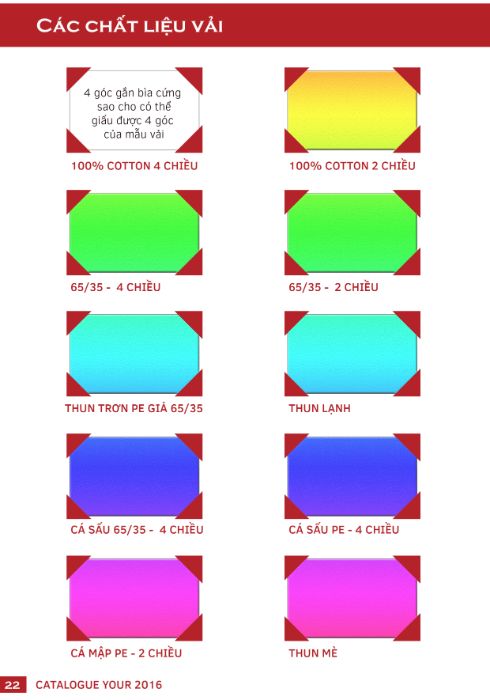 CÁC CHẤT LIỆU VẢI
4 góc gắn bìa cứng
sao cho có thể
giấu được 4 góc
của mẫu vải
100% COTTON 4 CHIỀU
100% COTTON 2 CHIỀU
65/35 - 4 CHIỀU
65/35 - 2 CHIỀU
THUN TRƠN PE GIẢ 65/35
THUN LẠNH
CÁ SẤU 65/35 - 4 CHIỀU
CÁ SẤU PE - 4 CHIỀU
CÁ MẬP PE - 2 CHIỀU
THUN MÈ
22 CATALOGUE YOUR 2016